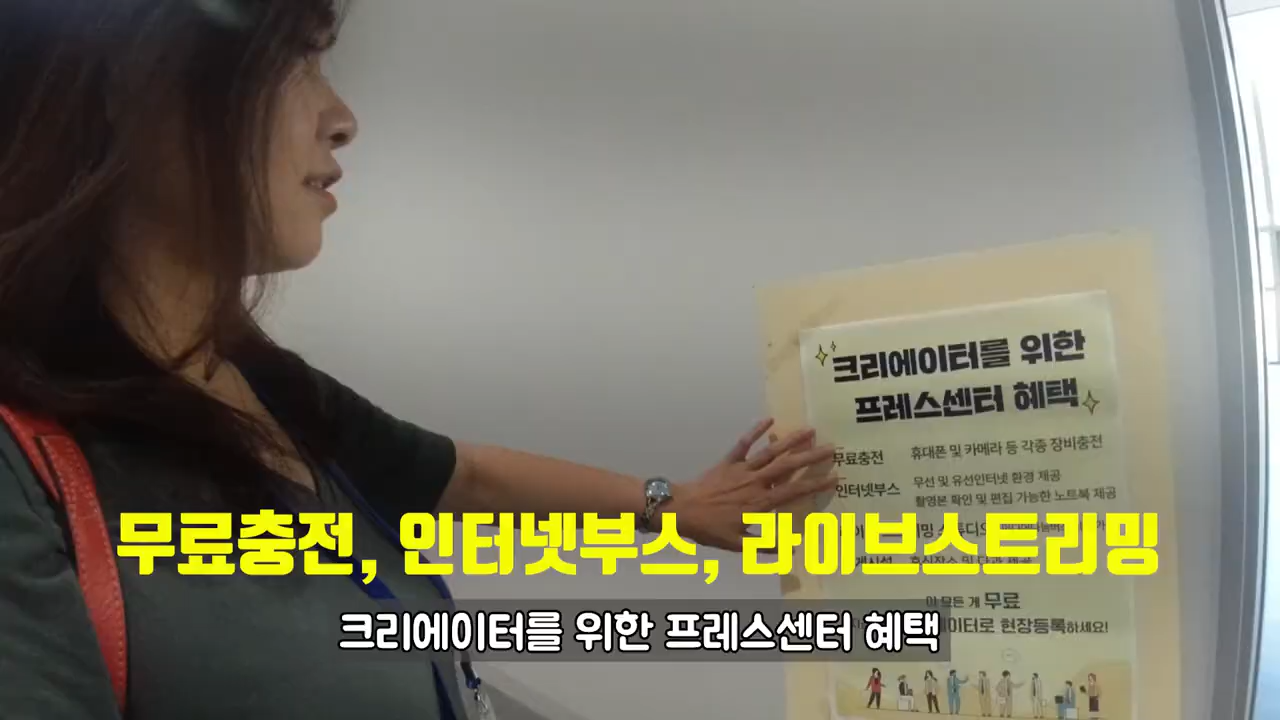 크리에이터를 위한
프레스센터 혜택
무료충전 휴대폰 및 카메라 등 각종 장비충전
인터넷부스 무선 및 유선인터넷 환경 제공
촬영본 확인 및 편집 가능한 노트북 제공
무료충전, 인터넷부스, 라이브스트리밍
이 모든 게 무료
현장등록하세요!
크리에이터를 위한 프레스센터 혜택